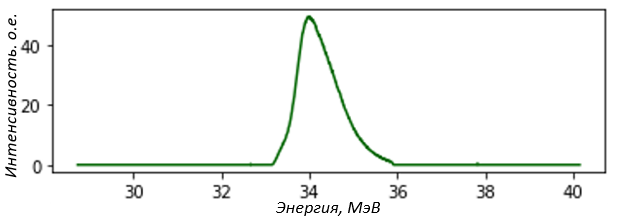 Интенсивность. о.е.
40
20
0
30 32 34 36 38 40
Энергия, МэВ